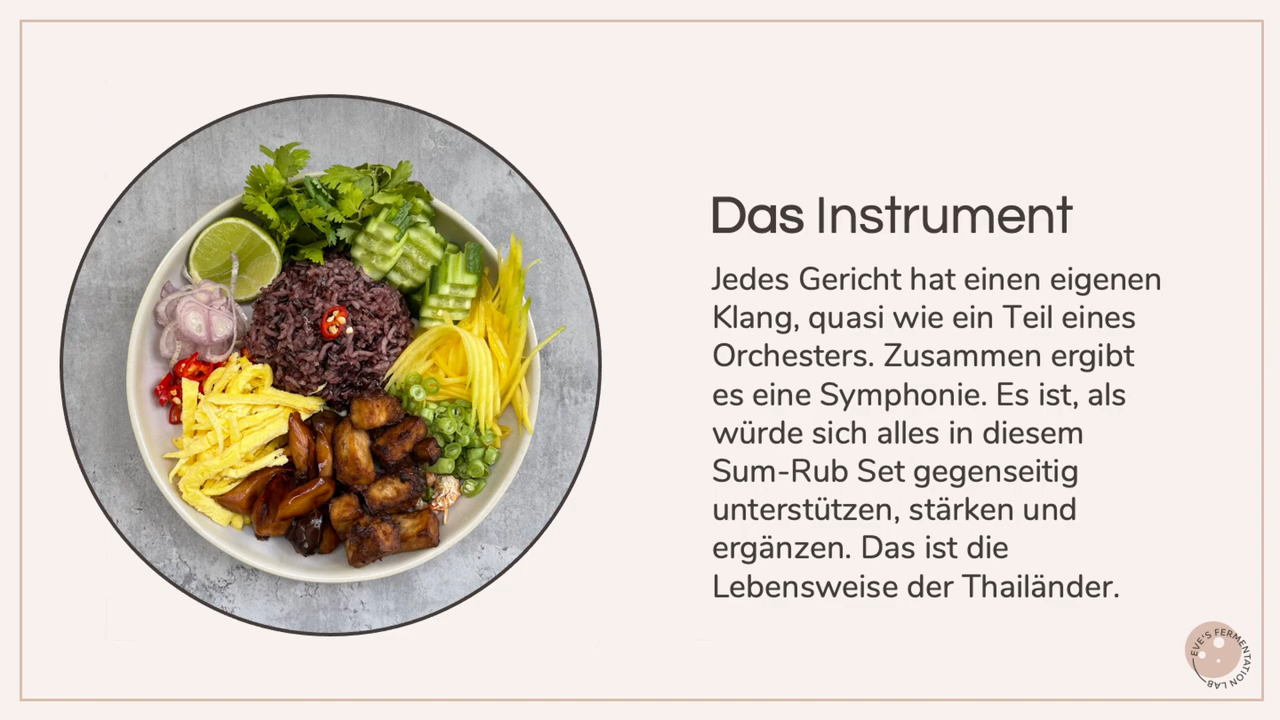 Das Instrument
Jedes Gericht hat einen eigenen
Klang, quasi wie ein Teil eines
Orchesters. Zusammen ergibt
es eine Symphonie. Es ist, als
würde sich alles in diesem
Sum-Rub Set gegenseitig
unterstützen, stärken und
ergänzen. Das ist die
Lebensweise der Thailänder.
EVE'S FERMENTATION LAB